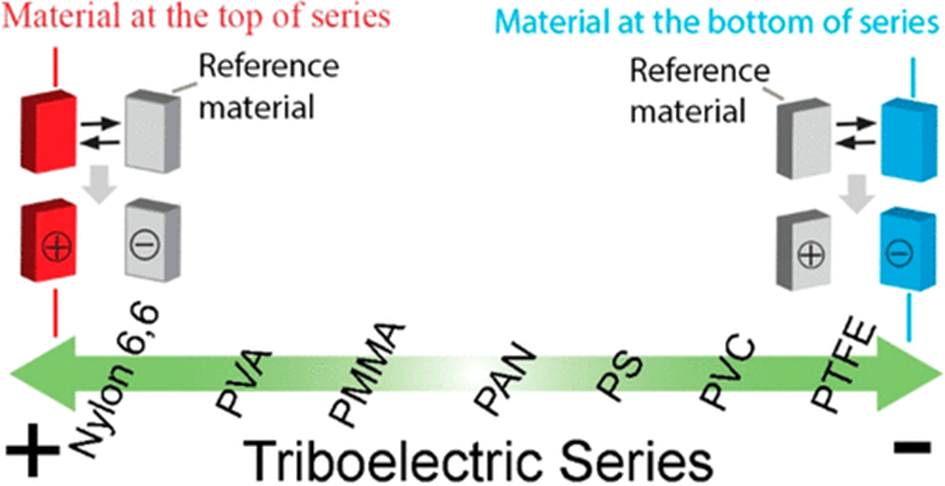 Material at the top of series
Material at the bottom of series
Reference
material
Reference
material
+
−
+
−
Nylon 6,6
PVA
PMMA
PAN
PS
PVC
PTFE
+
Triboelectric Series
-